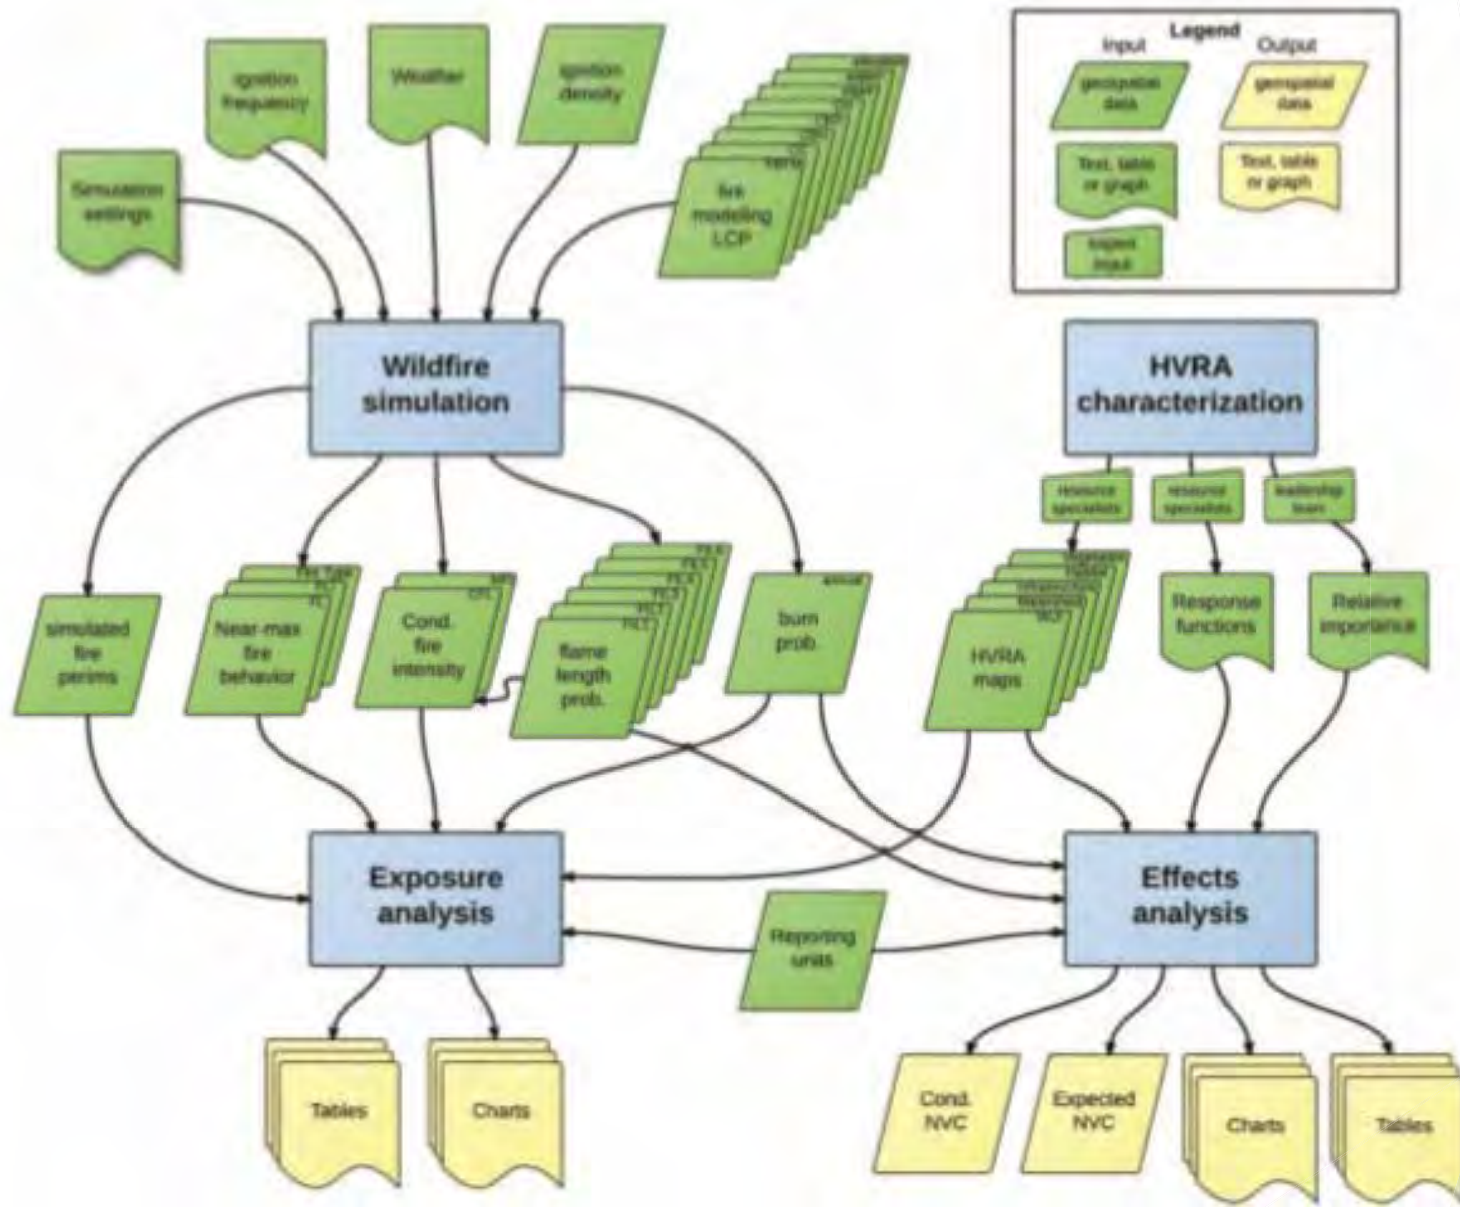 Legend
Input
Output
geospatial
data
geospatial
data
Text, table
or graph
Text, table
or graph
Input
Ignition
frequency
Weather
Ignition
density
Simulation
settings
fire
modeling
LCP
Wildfire
simulation
HVRA
characterization
resource
specialists
resource
specialists
leadership
team
simulated
fire
perims
Near-max
fire
behavior
Cond.
fire
intensity
flame
length
prob.
annual
burn
prob.
HVRA
maps
Response
functions
Relative
importance
Exposure
analysis
Effects
analysis
Reporting
units
Tables
Charts
Cond.
NVC
Expected
NVC
Charts
Tables